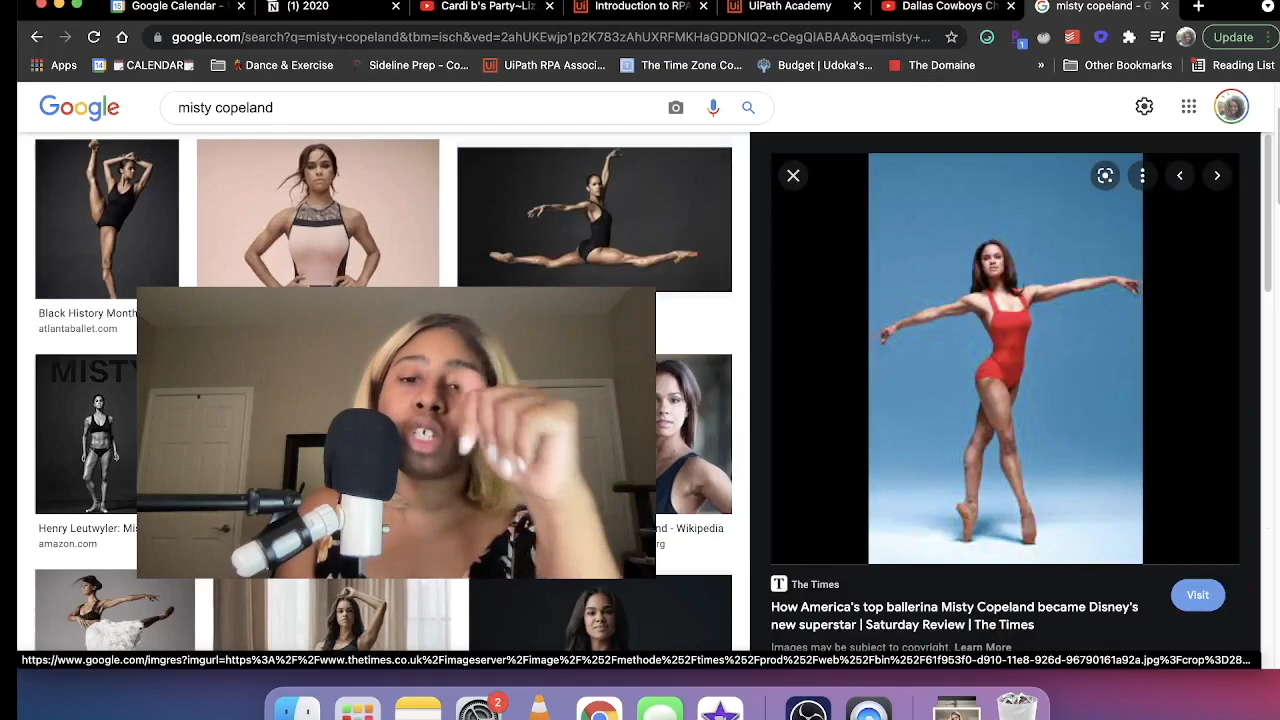 Google Calendar -
(1) 2020
Cardi b's Party~Liz
Introduction to RPA
UiPath Academy
Dallas Cowboys Ch
misty copeland - G
google.com/search?q=misty+copeland&tbm=isch&ved=2ahUKEwjp1p2K783zAhUXRFMKHaGDDNIQ2-cCegQIABAA&oq=misty+...
Update
Apps
CALENDAR
Dance & Exercise
Sideline Prep - Co...
UiPath RPA Associ...
The Time Zone Co...
Budget | Udoka's...
The Domaine
»
Other Bookmarks
Reading List
Google
misty copeland
Black History Month
atlantaballet.com
MISTY
Henry Leutwyler: Mis
amazon.com
nd - Wikipedia
rg
The Times
How America's top ballerina Misty Copeland became Disney's
new superstar | Saturday Review | The Times
Visit
Images may be subject to copyright. Learn More
https://www.google.com/imgres?imgurl=https%3A%2F%2Fwww.thetimes.co.uk%2Fimageserver%2Fimage%2F%252Fmethode%252Ftimes%252Fprod%252Fweb%252Fbin%252F61f953f0-d910-11e8-926d-96790161a92a.jpg%3Fcrop%3D28...
2